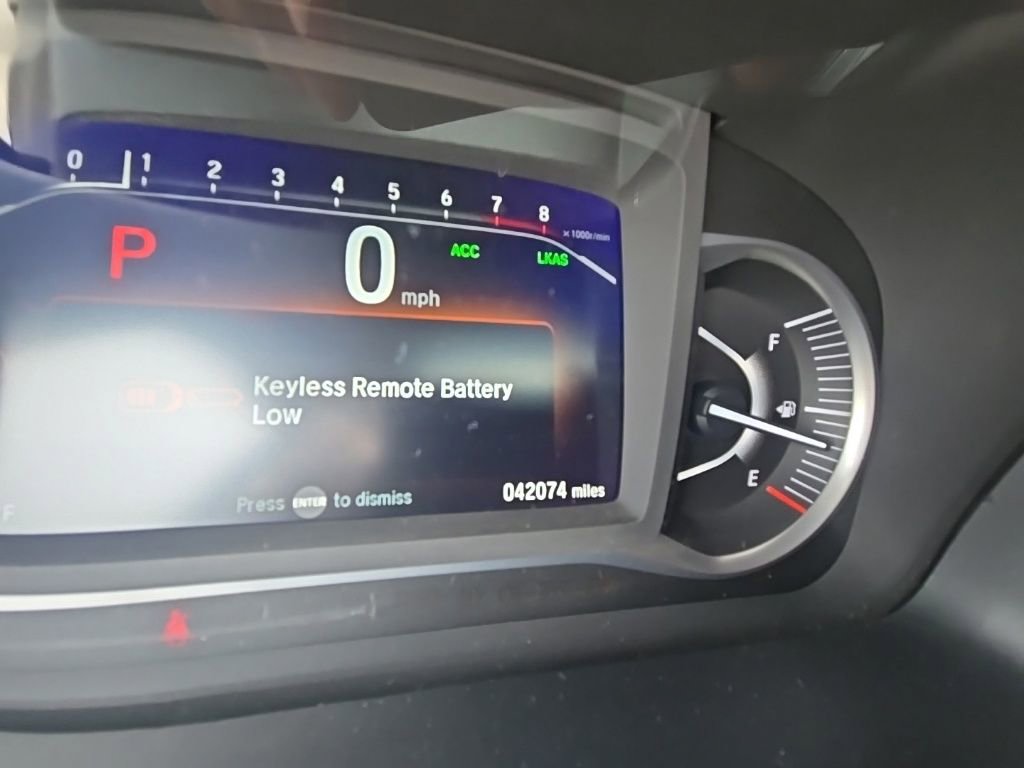 0 1 2 3 4 5 6 7 8
x1000r/min
P 0 mph ACC LKAS
F
Keyless Remote Battery
Low
E
Press ENTER to dismiss
042074 miles
F